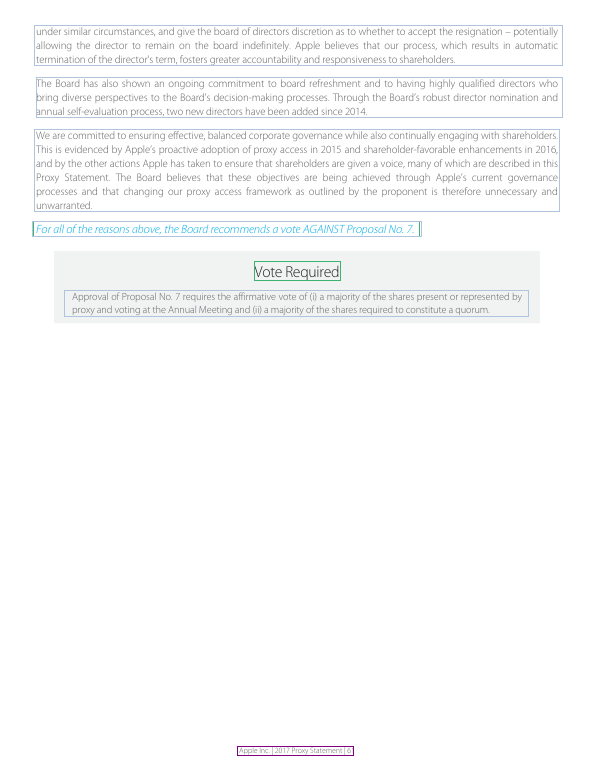 under similar circumstances, and give the board of directors discretion as to whether to accept the resignation – potentially
allowing the director to remain on the board indefinitely. Apple believes that our process, which results in automatic
termination of the director's term, fosters greater accountability and responsiveness to shareholders.
The Board has also shown an ongoing commitment to board refreshment and to having highly qualified directors who
bring diverse perspectives to the Board's decision-making processes. Through the Board's robust director nomination and
annual self-evaluation process, two new directors have been added since 2014.
We are committed to ensuring effective, balanced corporate governance while also continually engaging with shareholders.
This is evidenced by Apple's proactive adoption of proxy access in 2015 and shareholder-favorable enhancements in 2016,
and by the other actions Apple has taken to ensure that shareholders are given a voice, many of which are described in this
Proxy Statement. The Board believes that these objectives are being achieved through Apple's current governance
processes and that changing our proxy access framework as outlined by the proponent is therefore unnecessary and
unwarranted.
For all of the reasons above, the Board recommends a vote AGAINST Proposal No. 7.
Vote Required
Approval of Proposal No. 7 requires the affirmative vote of (i) a majority of the shares present or represented by
proxy and voting at the Annual Meeting and (ii) a majority of the shares required to constitute a quorum.
Apple Inc. | 2017 Proxy Statement | 6